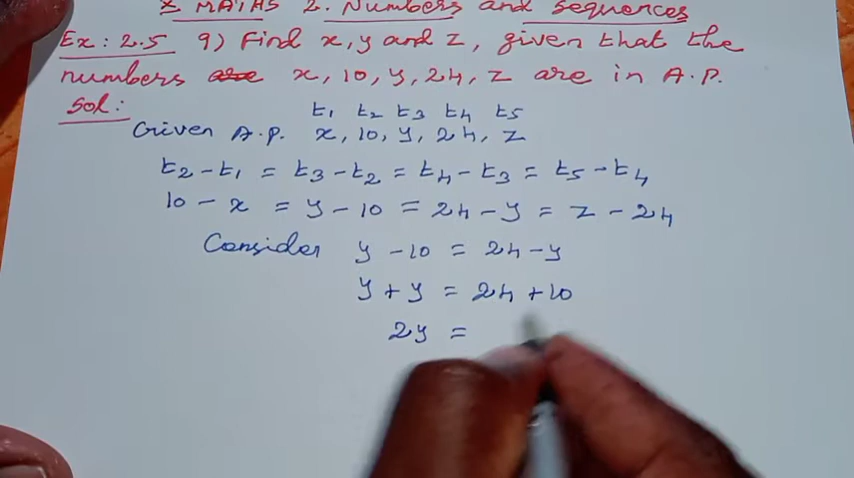 X MATHS 2. Numbers and Sequences
Ex: 2.5 9) Find x, y and z, given that the
numbers x, 10, y, 24, z are in A.P.
Sol:
t1 t2 t3 t4 t5
Given A.P. x, 10, y, 24, z
t2 - t1 = t3 - t2 = t4 - t3 = t5 - t4
10 - x = y - 10 = 24 - y = z - 24
Consider y - 10 = 24 - y
y + y = 24 + 10
2y =